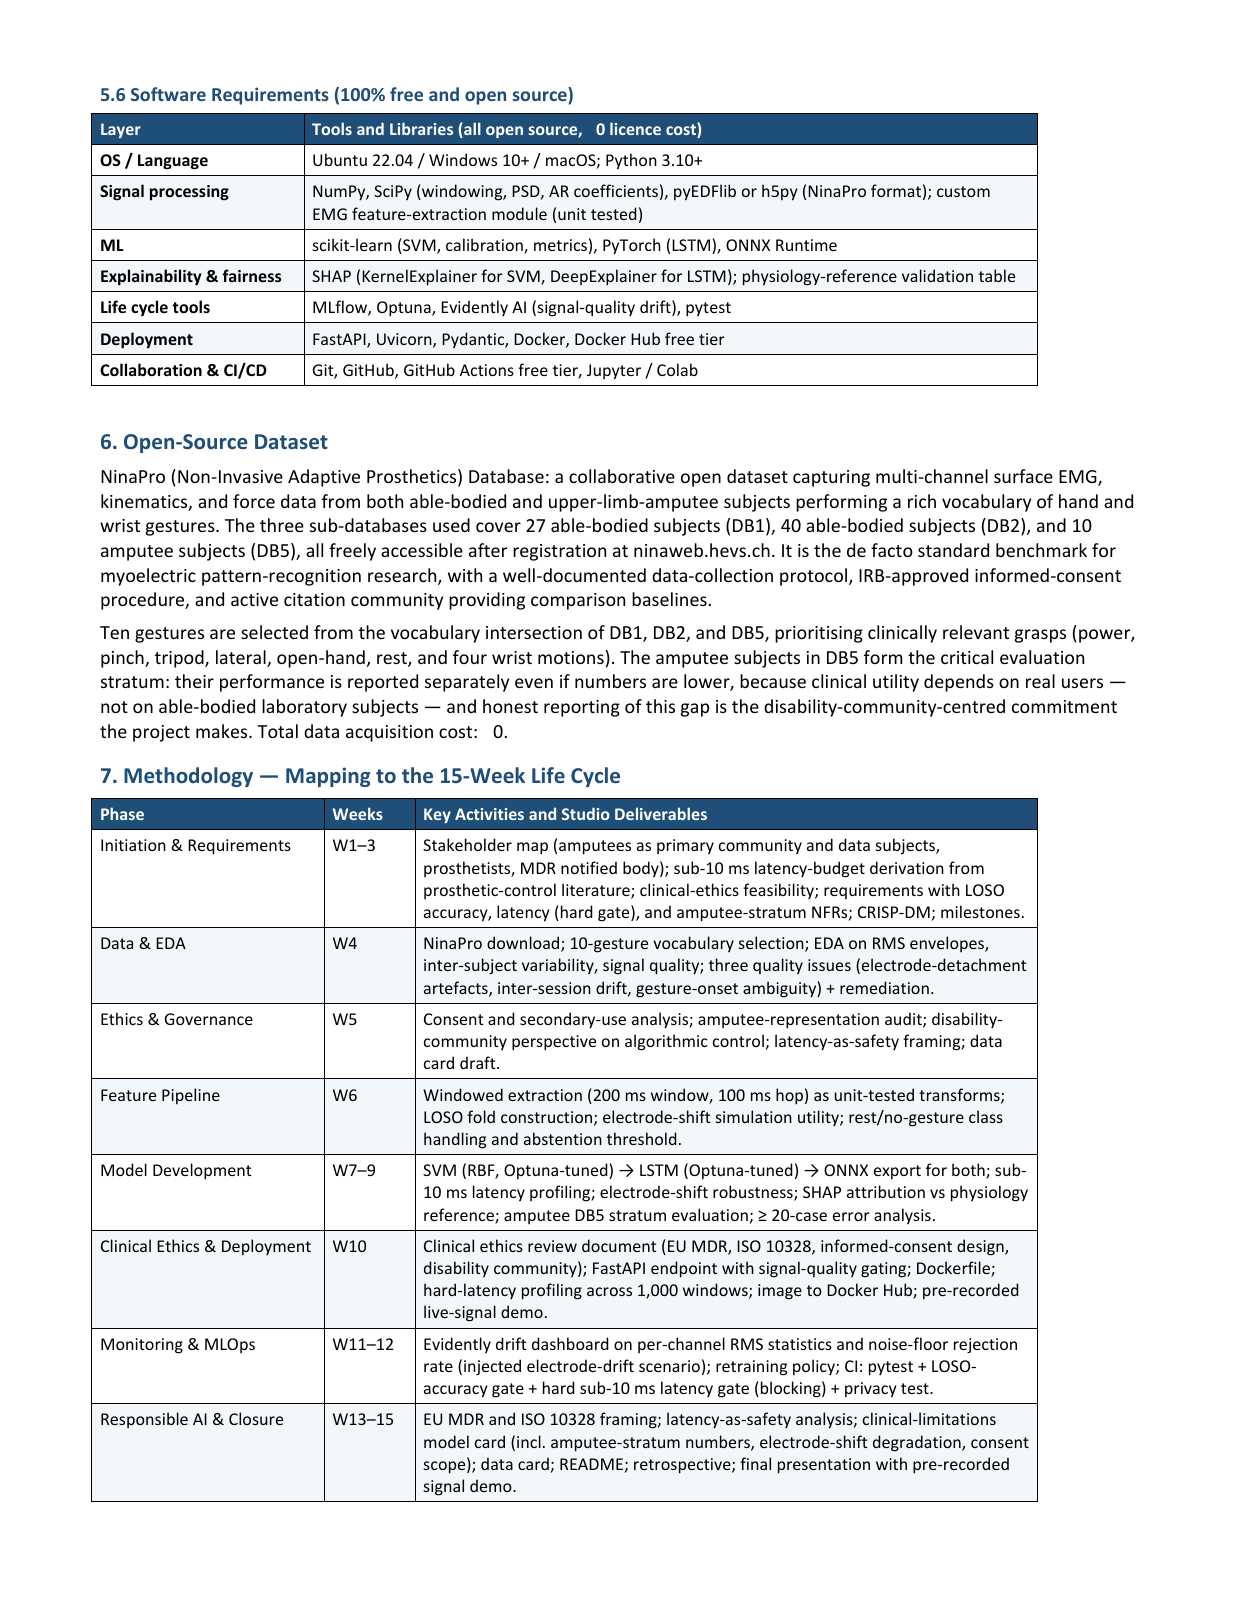 5.6 Software Requirements (100% free and open source)
Layer
Tools and Libraries (all open source,   0 licence cost)
OS / Language
Ubuntu 22.04 / Windows 10+ / macOS; Python 3.10+
Signal processing
NumPy, SciPy (windowing, PSD, AR coefficients), pyEDFlib or h5py (NinaPro format); custom
EMG feature-extraction module (unit tested)
ML
scikit-learn (SVM, calibration, metrics), PyTorch (LSTM), ONNX Runtime
Explainability & fairness
SHAP (KernelExplainer for SVM, DeepExplainer for LSTM); physiology-reference validation table
Life cycle tools
MLflow, Optuna, Evidently AI (signal-quality drift), pytest
Deployment
FastAPI, Uvicorn, Pydantic, Docker, Docker Hub free tier
Collaboration & CI/CD
Git, GitHub, GitHub Actions free tier, Jupyter / Colab
6. Open-Source Dataset
NinaPro (Non-Invasive Adaptive Prosthetics) Database: a collaborative open dataset capturing multi-channel surface EMG,
kinematics, and force data from both able-bodied and upper-limb-amputee subjects performing a rich vocabulary of hand and
wrist gestures. The three sub-databases used cover 27 able-bodied subjects (DB1), 40 able-bodied subjects (DB2), and 10
amputee subjects (DB5), all freely accessible after registration at ninaweb.hevs.ch. It is the de facto standard benchmark for
myoelectric pattern-recognition research, with a well-documented data-collection protocol, IRB-approved informed-consent
procedure, and active citation community providing comparison baselines.
Ten gestures are selected from the vocabulary intersection of DB1, DB2, and DB5, prioritising clinically relevant grasps (power,
pinch, tripod, lateral, open-hand, rest, and four wrist motions). The amputee subjects in DB5 form the critical evaluation
stratum: their performance is reported separately even if numbers are lower, because clinical utility depends on real users —
not on able-bodied laboratory subjects — and honest reporting of this gap is the disability-community-centred commitment
the project makes. Total data acquisition cost:   0.
7. Methodology — Mapping to the 15-Week Life Cycle
Phase
Weeks
Key Activities and Studio Deliverables
Initiation & Requirements
W1–3
Stakeholder map (amputees as primary community and data subjects,
prosthetists, MDR notified body); sub-10 ms latency-budget derivation from
prosthetic-control literature; clinical-ethics feasibility; requirements with LOSO
accuracy, latency (hard gate), and amputee-stratum NFRs; CRISP-DM; milestones.
Data & EDA
W4
NinaPro download; 10-gesture vocabulary selection; EDA on RMS envelopes,
inter-subject variability, signal quality; three quality issues (electrode-detachment
artefacts, inter-session drift, gesture-onset ambiguity) + remediation.
Ethics & Governance
W5
Consent and secondary-use analysis; amputee-representation audit; disability-
community perspective on algorithmic control; latency-as-safety framing; data
card draft.
Feature Pipeline
W6
Windowed extraction (200 ms window, 100 ms hop) as unit-tested transforms;
LOSO fold construction; electrode-shift simulation utility; rest/no-gesture class
handling and abstention threshold.
Model Development
W7–9
SVM (RBF, Optuna-tuned) → LSTM (Optuna-tuned) → ONNX export for both; sub-
10 ms latency profiling; electrode-shift robustness; SHAP attribution vs physiology
reference; amputee DB5 stratum evaluation; ≥ 20-case error analysis.
Clinical Ethics & Deployment
W10
Clinical ethics review document (EU MDR, ISO 10328, informed-consent design,
disability community); FastAPI endpoint with signal-quality gating; Dockerfile;
hard-latency profiling across 1,000 windows; image to Docker Hub; pre-recorded
live-signal demo.
Monitoring & MLOps
W11–12
Evidently drift dashboard on per-channel RMS statistics and noise-floor rejection
rate (injected electrode-drift scenario); retraining policy; CI: pytest + LOSO-
accuracy gate + hard sub-10 ms latency gate (blocking) + privacy test.
Responsible AI & Closure
W13–15
EU MDR and ISO 10328 framing; latency-as-safety analysis; clinical-limitations
model card (incl. amputee-stratum numbers, electrode-shift degradation, consent
scope); data card; README; retrospective; final presentation with pre-recorded
signal demo.